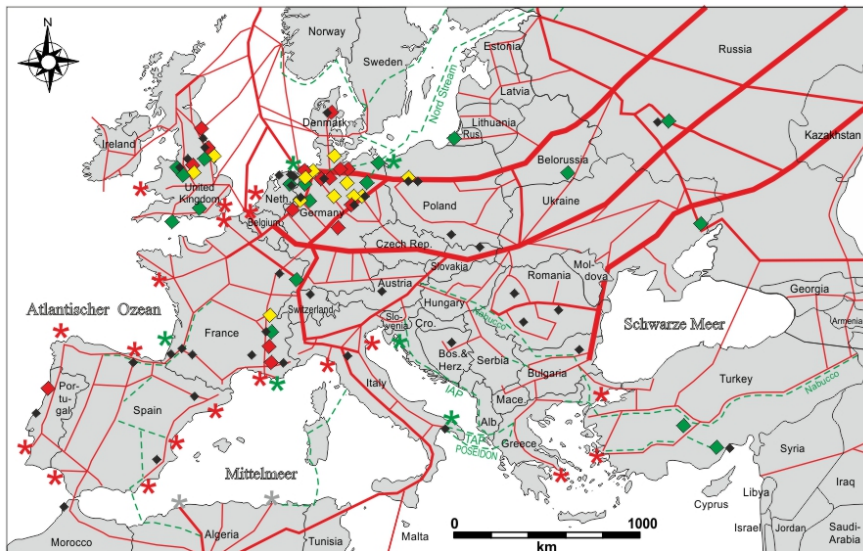 N
Norway
Sweden
Estonia
Russia
Latvia
Nord Stream
Denmark
Lithuania
Rus.
Ireland
Kazakhstan
Belorussia
United
Kingdom
Neth.
Poland
Ukraine
Germany
Belgium
Czech Rep.
Slovakia
Mol-
dova
Austria
Romania
Hungary
Georgia
Atlantischer Ozean
Switzerland
Slo-
venia
Cro.
Nabucco
Armenia
Schwarze Meer
France
Bos.&
Herz.
Serbia
Italy
Bulgaria
Turkey
Nabucco
Por-
tugal
Spain
IAP
Mace.
Alb
TAP
Greece
POSEIDON
Syria
Mittelmeer
Iraq
Cyprus
Libya
Algeria
Tunisia
Malta
0
1000
km
Israel
Jordan
Saudi-
Arabia
Morocco